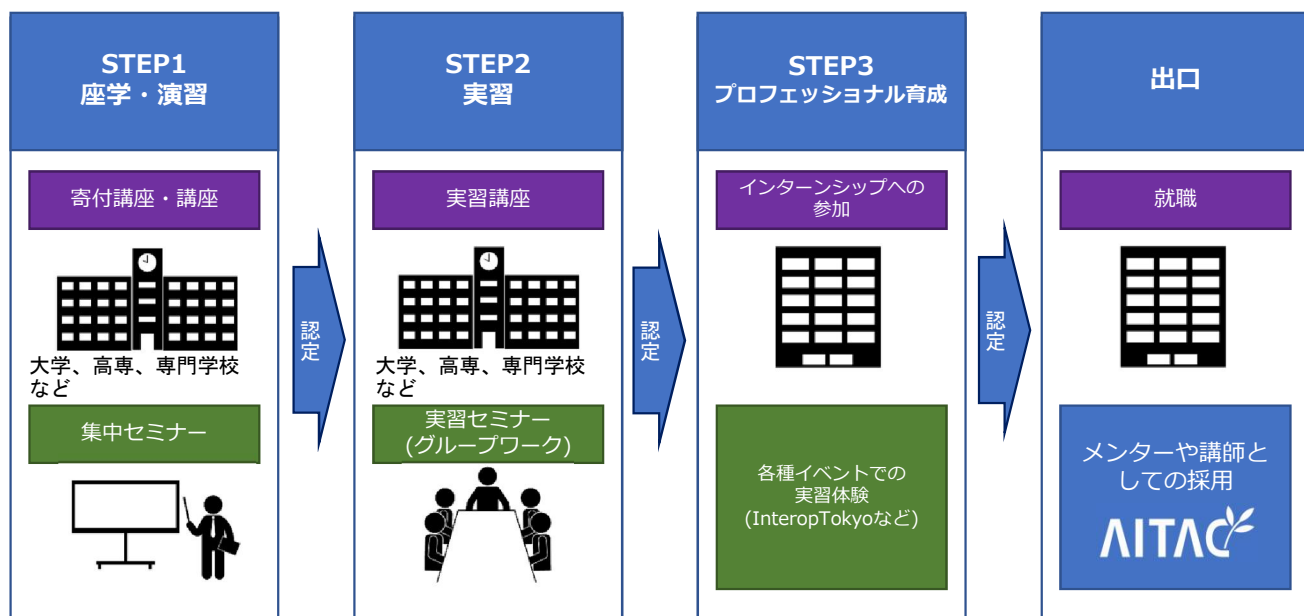 STEP1
座学・演習
寄付講座・講座
大学、高専、専門学校
など
集中セミナー
認定
STEP2
実習
実習講座
大学、高専、専門学校
など
実習セミナー
(グループワーク)
認定
STEP3
プロフェッショナル育成
インターンシップへの
参加
各種イベントでの
実習体験
(InteropTokyoなど)
認定
出口
就職
メンターや講師と
しての採用
AITAC